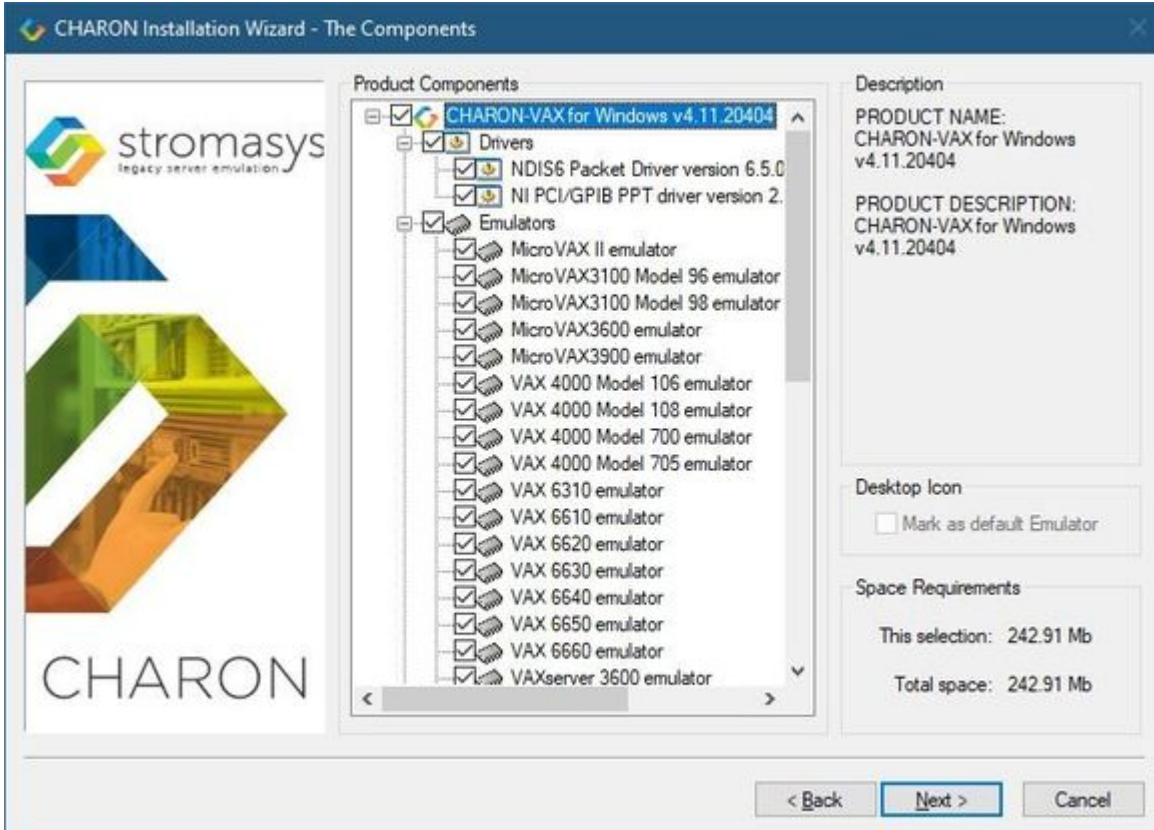 CHARON Installation Wizard - The Components
stromasys
legacy server emulation
CHARON
Product Components
CHARON-VAX for Windows v4.11.20404
Drivers
NDIS6 Packet Driver version 6.5.0
NI PCI/GPIB PPT driver version 2.
Emulators
MicroVAX II emulator
MicroVAX3100 Model 96 emulator
MicroVAX3100 Model 98 emulator
MicroVAX3600 emulator
MicroVAX3900 emulator
VAX 4000 Model 106 emulator
VAX 4000 Model 108 emulator
VAX 4000 Model 700 emulator
VAX 4000 Model 705 emulator
VAX 6310 emulator
VAX 6610 emulator
VAX 6620 emulator
VAX 6630 emulator
VAX 6640 emulator
VAX 6650 emulator
VAX 6660 emulator
VAXserver 3600 emulator
Description
PRODUCT NAME:
CHARON-VAX for Windows
v4.11.20404
PRODUCT DESCRIPTION:
CHARON-VAX for Windows
v4.11.20404
Desktop Icon
Mark as default Emulator
Space Requirements
This selection: 242.91 Mb
Total space: 242.91 Mb
< Back
Next >
Cancel